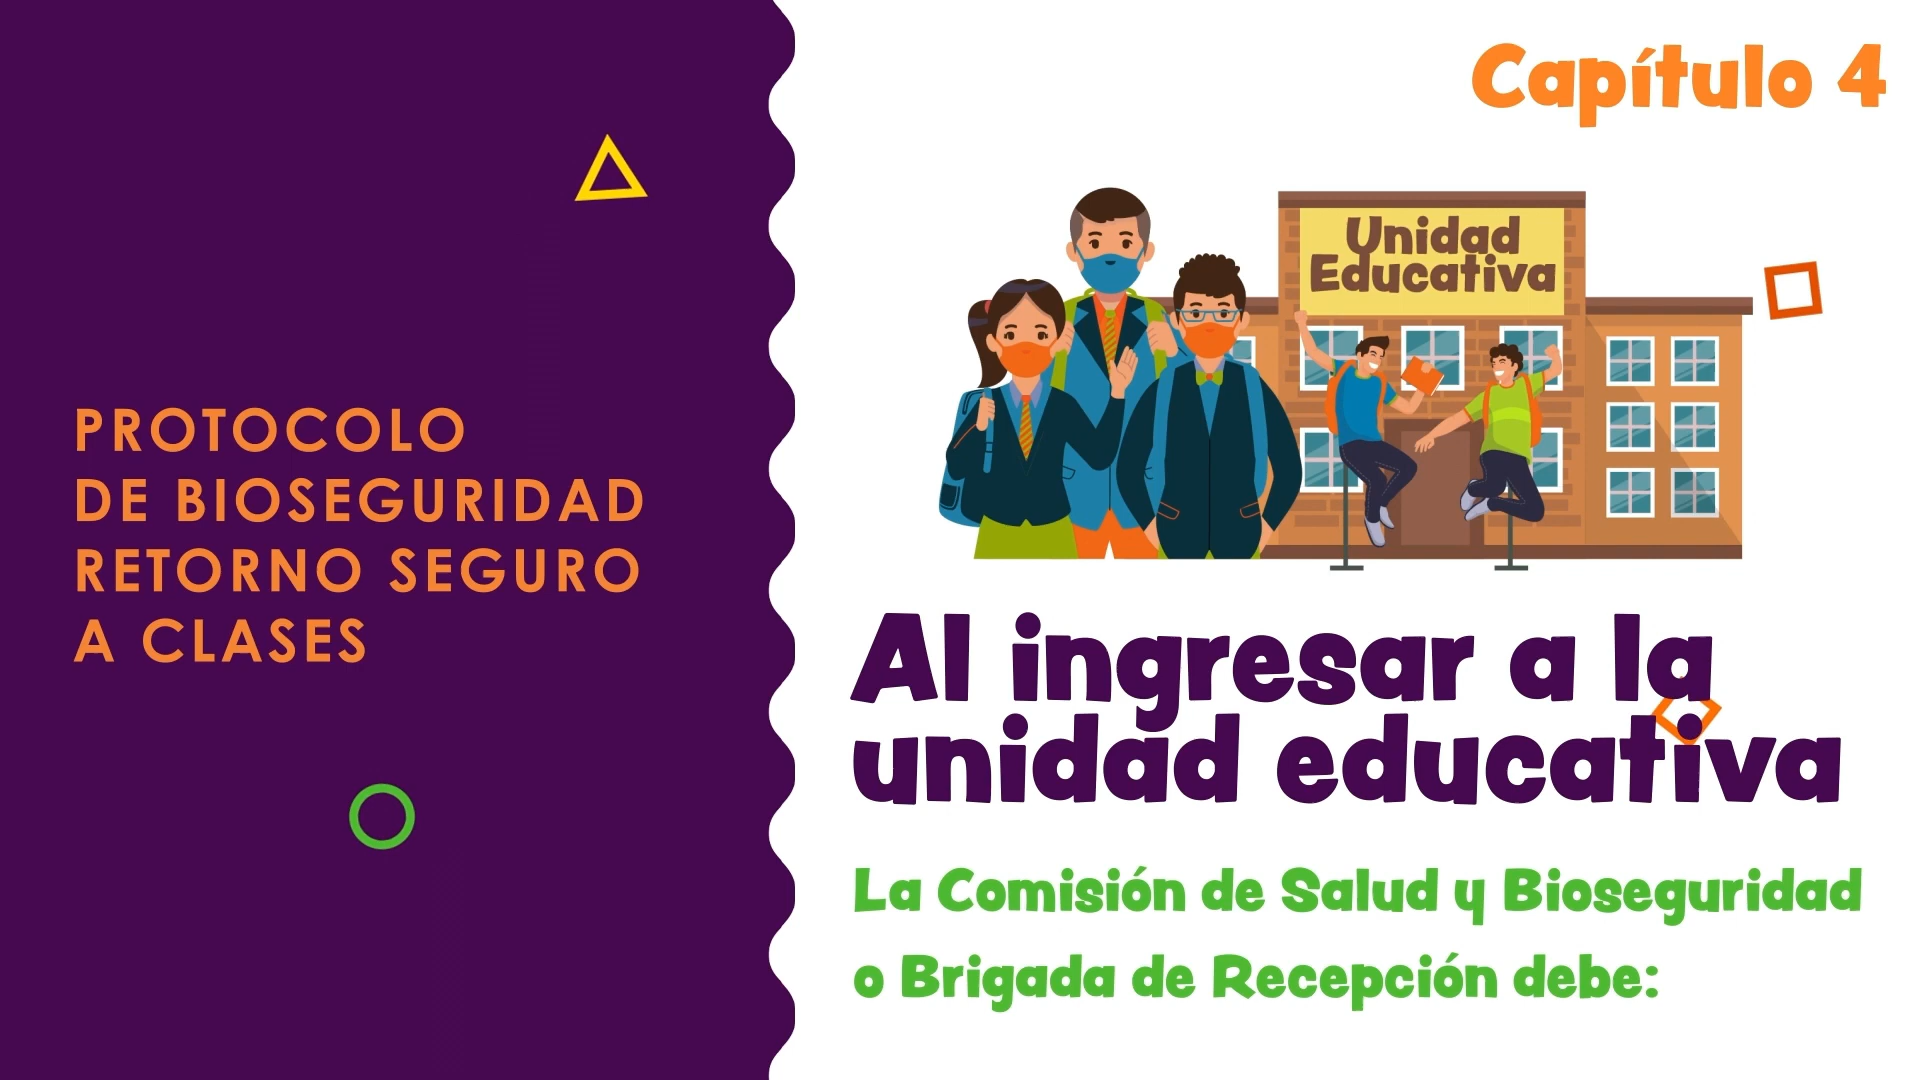 PROTOCOLO
DE BIOSEGURIDAD
RETORNO SEGURO
A CLASES
Capítulo 4
Unidad
Educativa
Al ingresar a la
unidad educativa
La Comisión de Salud y Bioseguridad
o Brigada de Recepción debe: